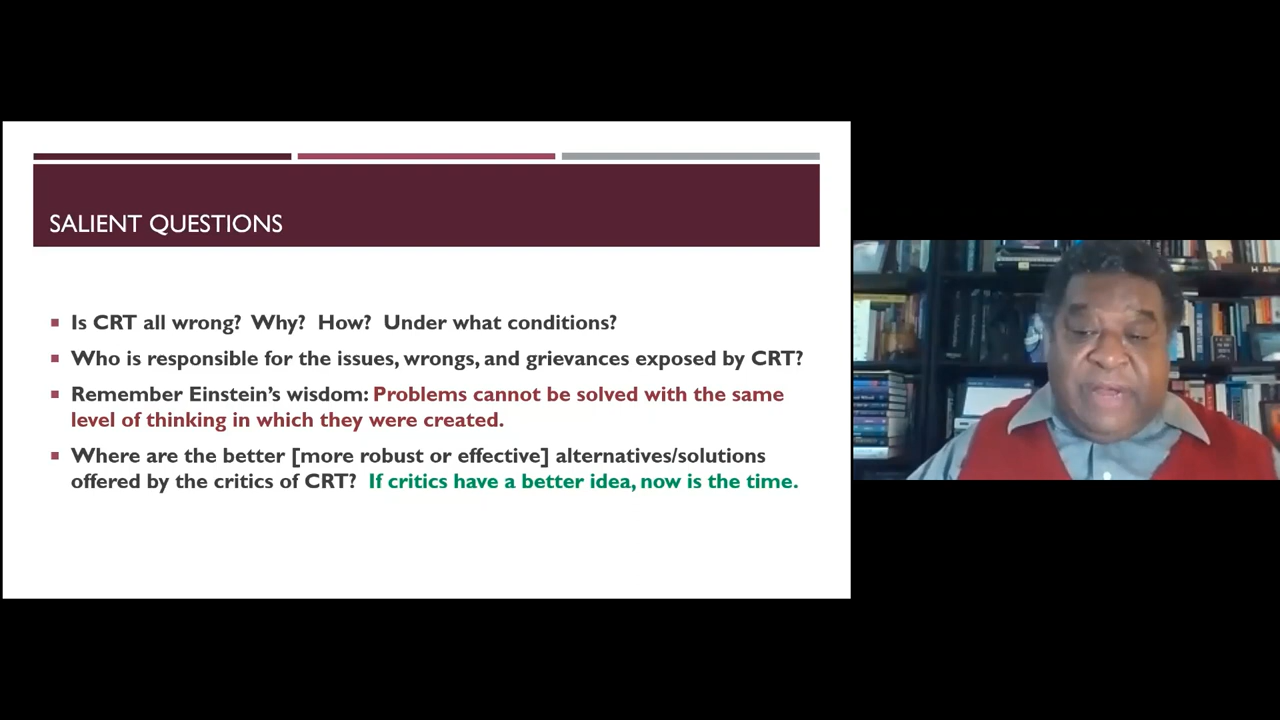 SALIENT QUESTIONS
Is CRT all wrong? Why? How? Under what conditions?
Who is responsible for the issues, wrongs, and grievances exposed by CRT?
Remember Einstein's wisdom: Problems cannot be solved with the same
level of thinking in which they were created.
Where are the better [more robust or effective] alternatives/solutions
offered by the critics of CRT? If critics have a better idea, now is the time.